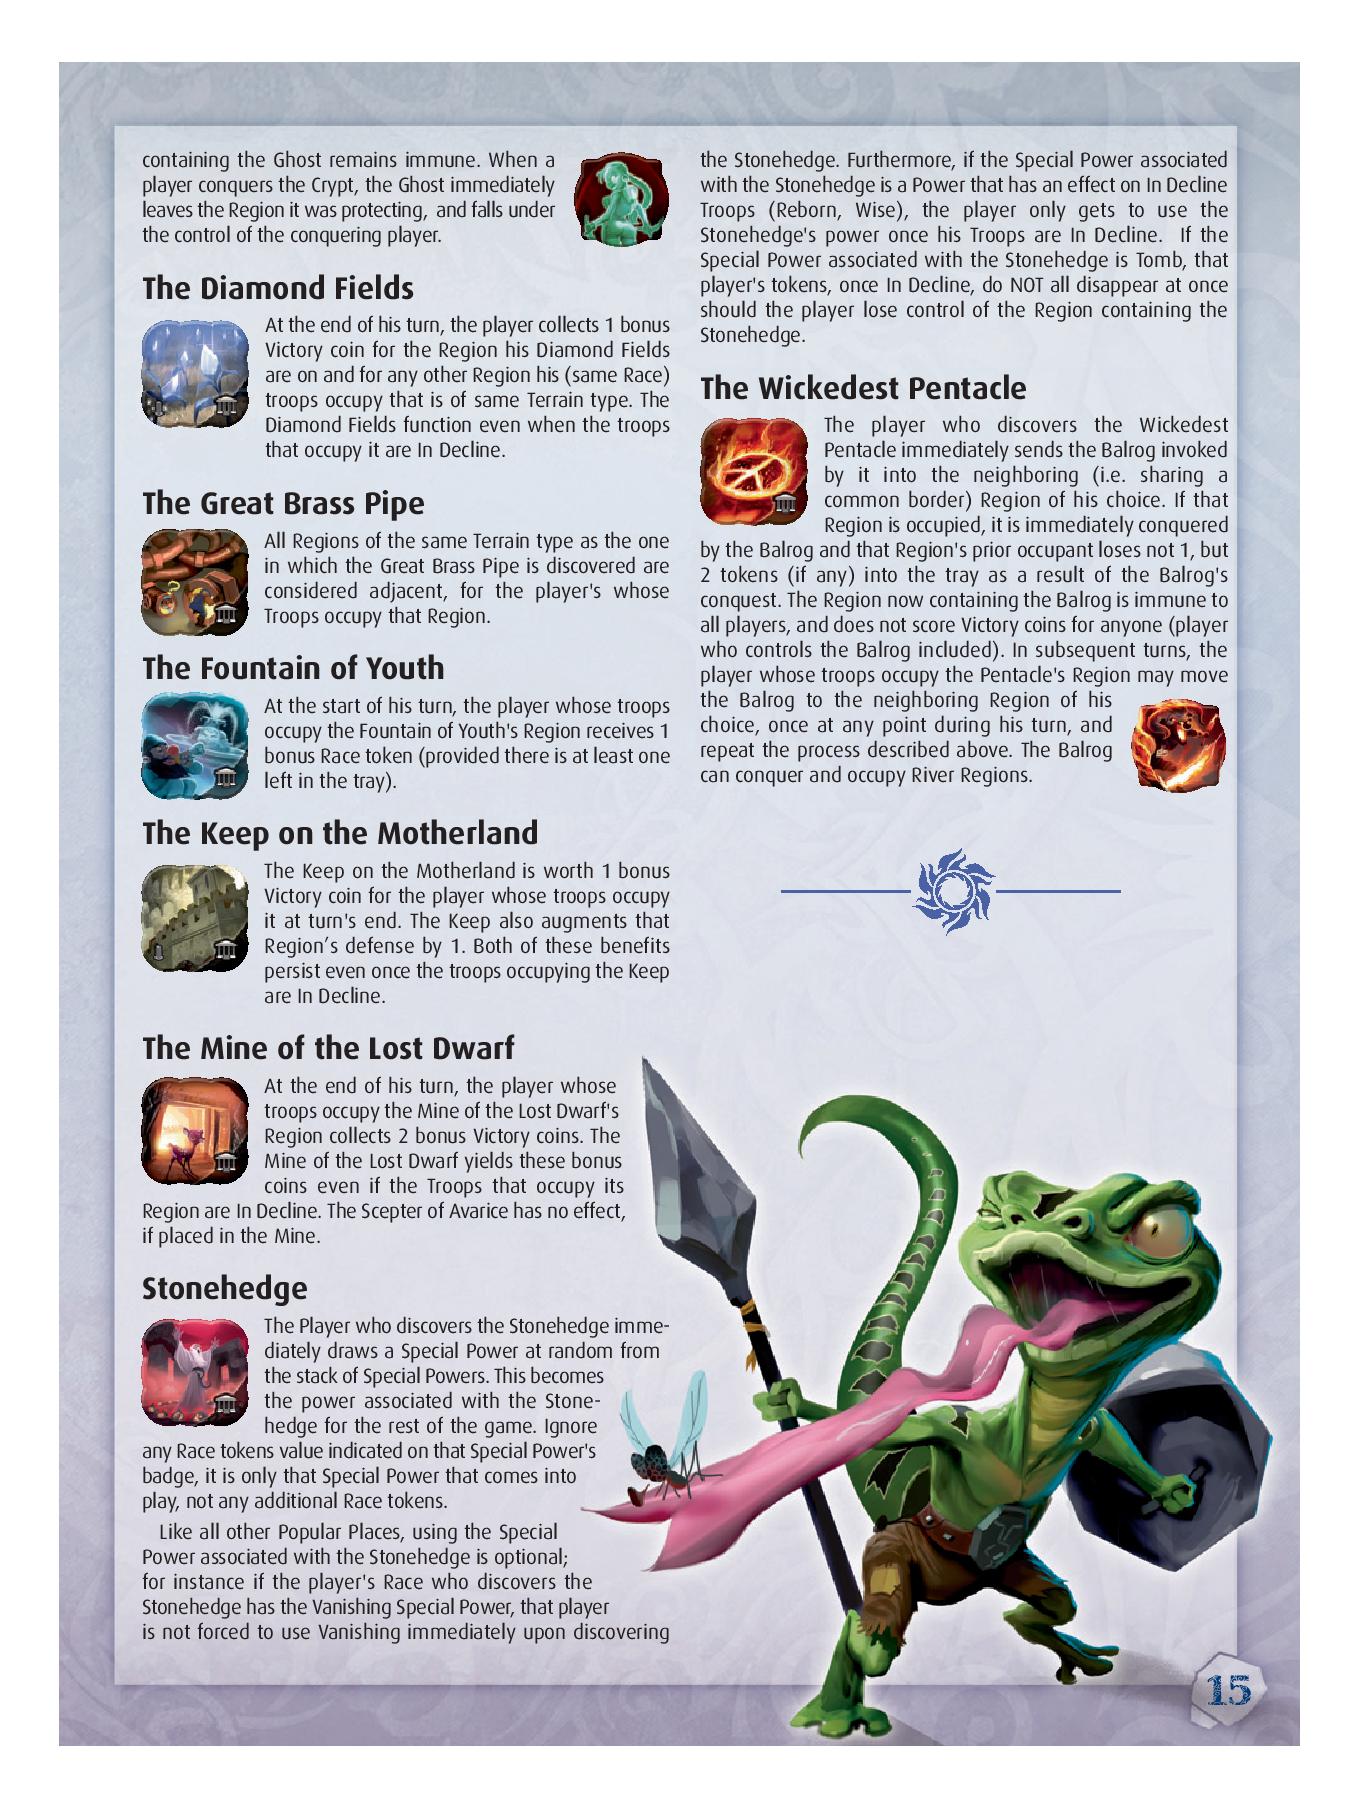 containing the Ghost remains immune. When a
player conquers the Crypt, the Ghost immediately
leaves the Region it was protecting, and falls under
the control of the conquering player.
The Diamond Fields
At the end of his turn, the player collects 1 bonus
Victory coin for the Region his Diamond Fields
are on and for any other Region his (same Race)
troops occupy that is of same Terrain type. The
Diamond Fields function even when the troops
that occupy it are In Decline.
The Great Brass Pipe
All Regions of the same Terrain type as the one
in which the Great Brass Pipe is discovered are
considered adjacent, for the player's whose
Troops occupy that Region.
The Fountain of Youth
At the start of his turn, the player whose troops
occupy the Fountain of Youth's Region receives 1
bonus Race token (provided there is at least one
left in the tray).
The Keep on the Motherland
The Keep on the Motherland is worth 1 bonus
Victory coin for the player whose troops occupy
it at turn's end. The Keep also augments that
Region’s defense by 1. Both of these benefits
persist even once the troops occupying the Keep
are In Decline.
The Mine of the Lost Dwarf
At the end of his turn, the player whose
troops occupy the Mine of the Lost Dwarf's
Region collects 2 bonus Victory coins. The
Mine of the Lost Dwarf yields these bonus
coins even if the Troops that occupy its
Region are In Decline. The Scepter of Avarice has no effect,
if placed in the Mine.
Stonehedge
The Player who discovers the Stonehedge imme-
diately draws a Special Power at random from
the stack of Special Powers. This becomes
the power associated with the Stone-
hedge for the rest of the game. Ignore
any Race tokens value indicated on that Special Power's
badge, it is only that Special Power that comes into
play, not any additional Race tokens.
Like all other Popular Places, using the Special
Power associated with the Stonehedge is optional;
for instance if the player's Race who discovers the
Stonehedge has the Vanishing Special Power, that player
is not forced to use Vanishing immediately upon discovering
the Stonehedge. Furthermore, if the Special Power associated
with the Stonehedge is a Power that has an effect on In Decline
Troops (Reborn, Wise), the player only gets to use the
Stonehedge's power once his Troops are In Decline. If the
Special Power associated with the Stonehedge is Tomb, that
player's tokens, once In Decline, do NOT all disappear at once
should the player lose control of the Region containing the
Stonehedge.
The Wickedest Pentacle
The player who discovers the Wickedest
Pentacle immediately sends the Balrog invoked
by it into the neighboring (i.e. sharing a
common border) Region of his choice. If that
Region is occupied, it is immediately conquered
by the Balrog and that Region's prior occupant loses not 1, but
2 tokens (if any) into the tray as a result of the Balrog's
conquest. The Region now containing the Balrog is immune to
all players, and does not score Victory coins for anyone (player
who controls the Balrog included). In subsequent turns, the
player whose troops occupy the Pentacle's Region may move
the Balrog to the neighboring Region of his
choice, once at any point during his turn, and
repeat the process described above. The Balrog
can conquer and occupy River Regions.
15